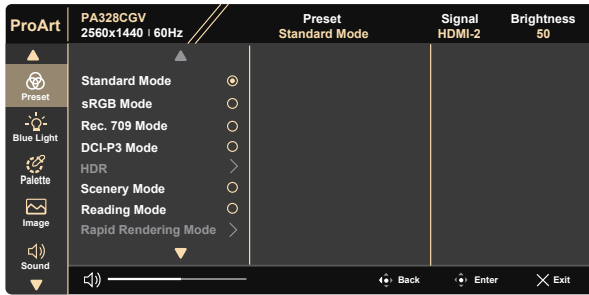 ProArt
PA328CGV
2560x1440 | 60Hz
Preset
Standard Mode
Signal
HDMI-2
Brightness
50
Preset
Blue Light
Palette
Image
Sound
Standard Mode
sRGB Mode
Rec. 709 Mode
DCI-P3 Mode
HDR
Scenery Mode
Reading Mode
Rapid Rendering Mode
Back
Enter
Exit